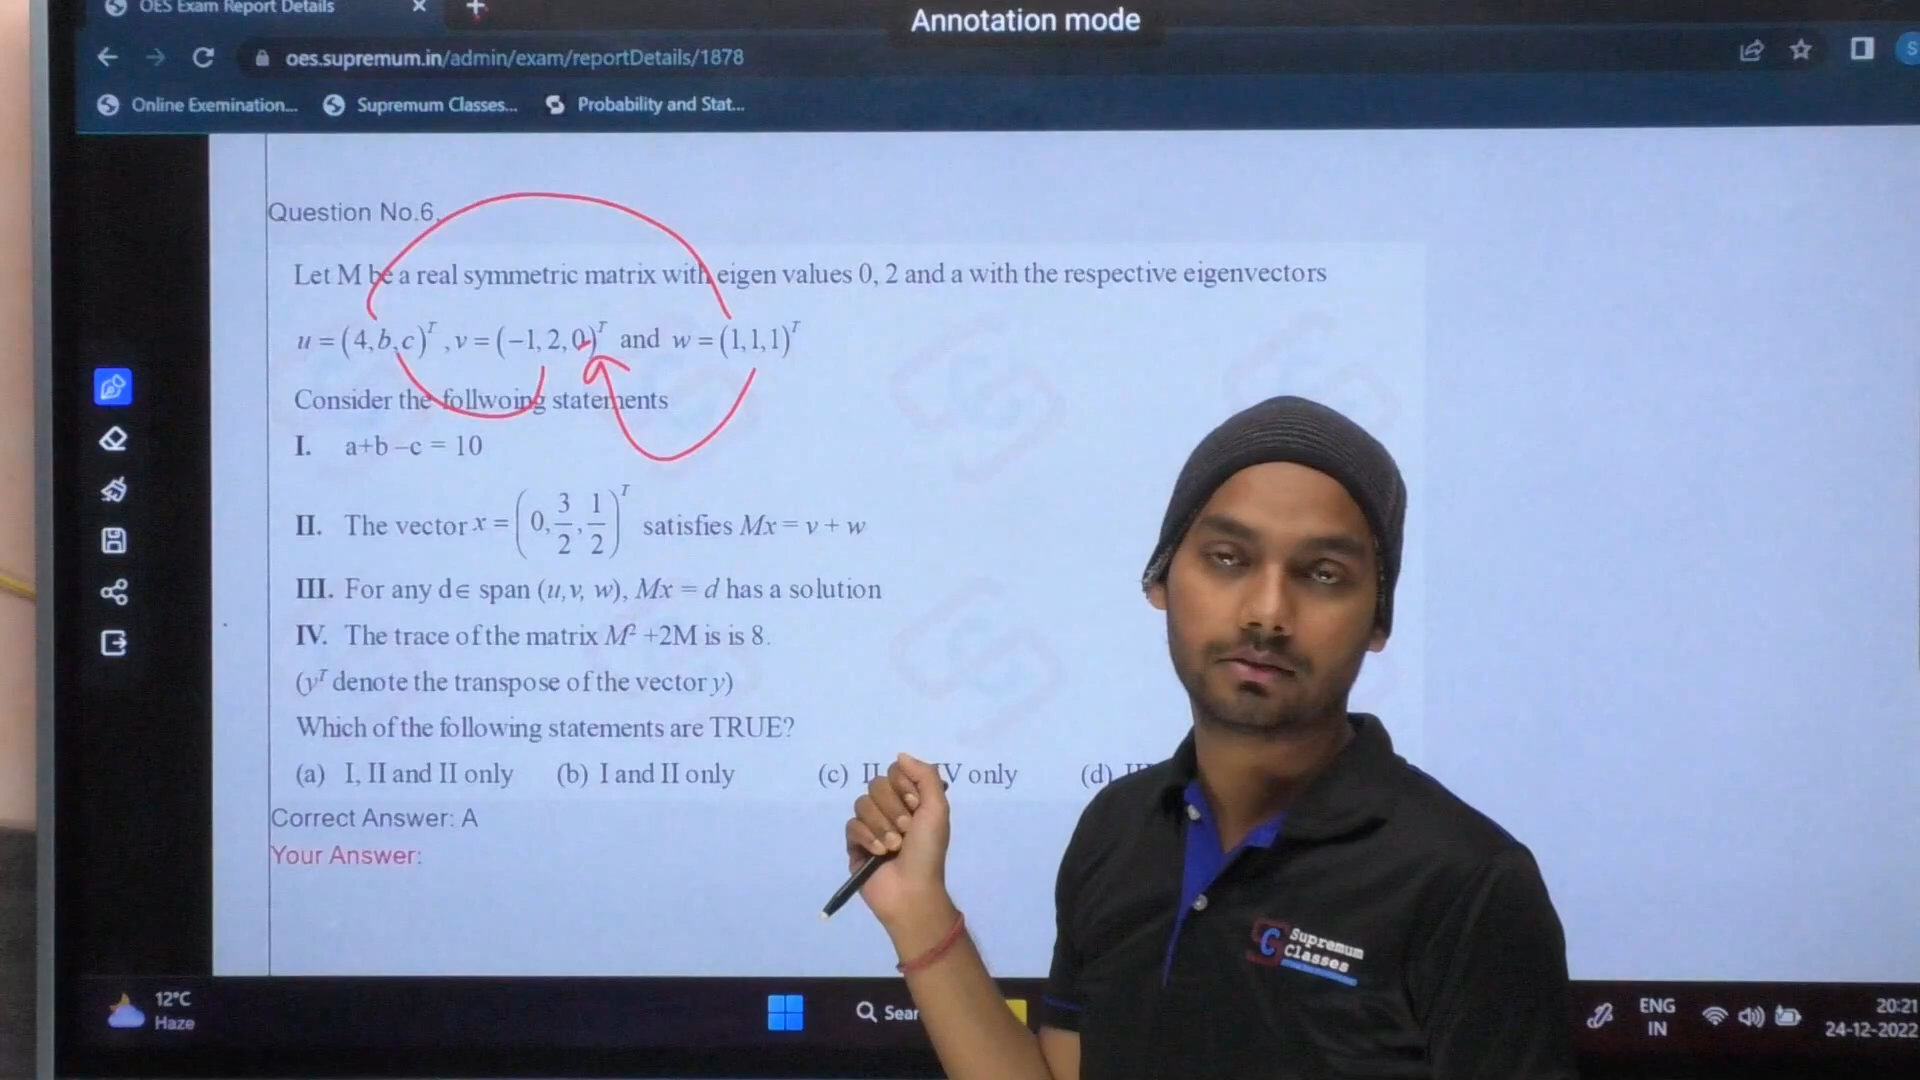 OES Exam Report Details
Annotation mode
oes.supremum.in/admin/exam/reportDetails/1878
Online Exemination... Supremum Classes... Probability and Stat...
Question No.6.
Let M be a real symmetric matrix with eigen values 0, 2 and a with the respective eigenvectors
u = (4,b,c)ᵀ , v = (−1, 2, 0)ᵀ and w = (1,1,1)ᵀ
Consider the follwoing statements
I. a+b –c = 10
II. The vector x = (0, 3/2, 1/2)ᵀ satisfies Mx = v + w
III. For any d∈ span (u,v, w), Mx = d has a solution
IV. The trace of the matrix M² +2M is is 8.
(yᵀ denote the transpose of the vector y)
Which of the following statements are TRUE?
(a) I, II and II only (b) I and II only (c) V only (d)
Correct Answer: A
Your Answer:
Supremum
Classes
12°C
Haze
Sear
ENG
IN
20:21
24-12-2022